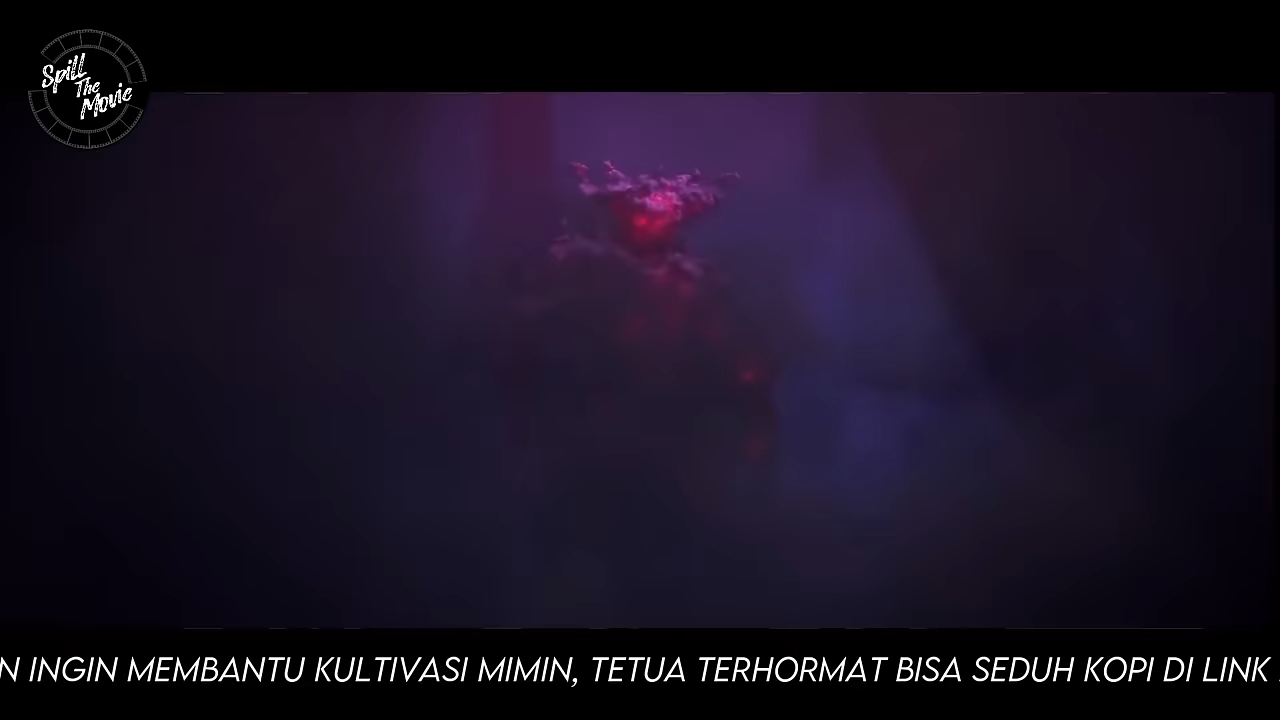 Spill
The
Movie
N INGIN MEMBANTU KULTIVASI MIMIN, TETUA TERHORMAT BISA SEDUH KOPI DI LINK